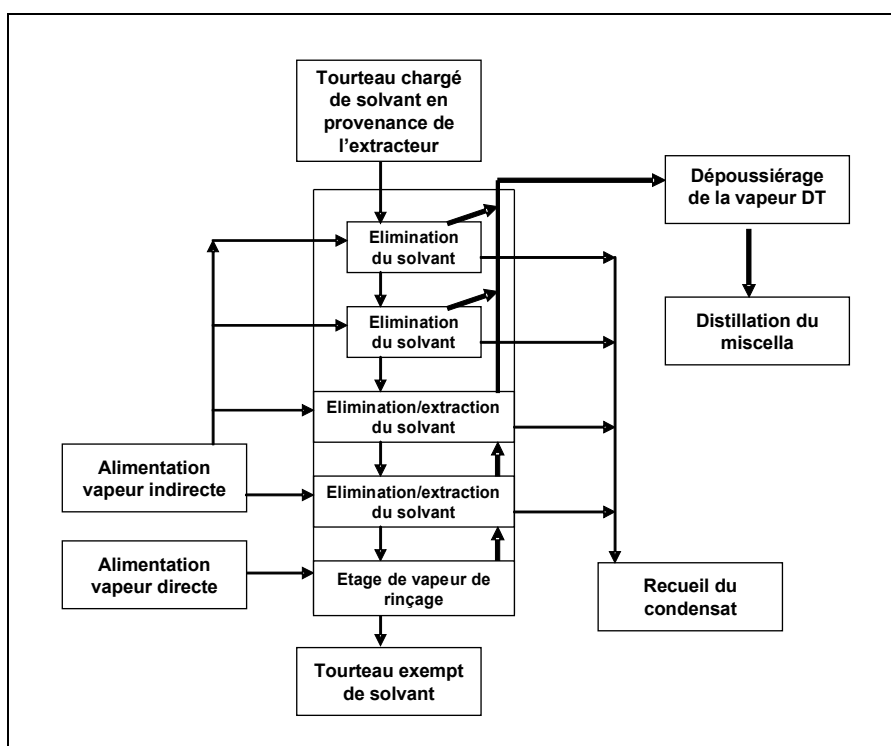 Tourteau chargé
de solvant en
provenance de
l'extracteur
Dépoussiérage
de la vapeur DT
Elimination
du solvant
Elimination
du solvant
Distillation du
miscella
Elimination/extraction
du solvant
Alimentation
vapeur indirecte
Elimination/extraction
du solvant
Alimentation
vapeur directe
Etage de vapeur de
rinçage
Recueil du
condensat
Tourteau exempt
de solvant